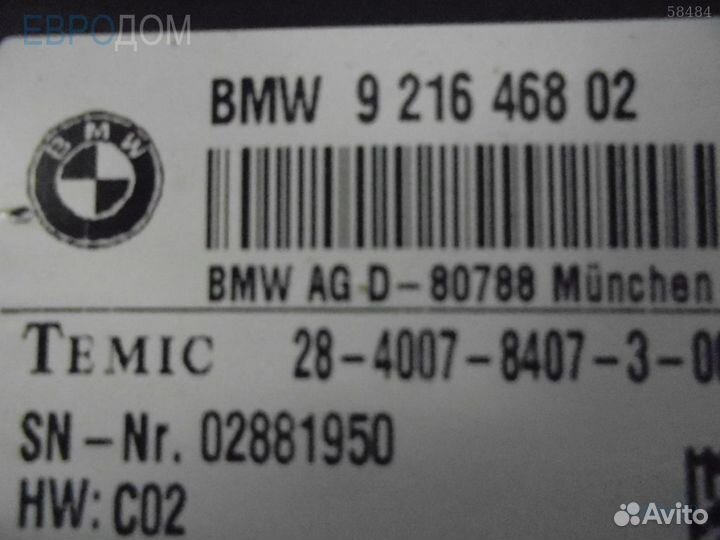 ЕВРОДОМ
58484
BMW 9 216 468 02
BMW
BMW AG D-80788 München
TEMIC 28-4007-8407-3-0
SN-Nr. 02881950
HW: C02
Avito